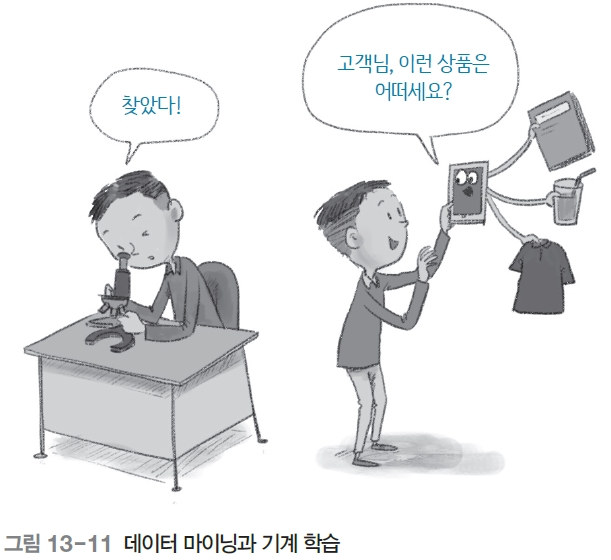 찾았다!
고객님, 이런 상품은
어떠세요?
그림 13-11 데이터 마이닝과 기계 학습